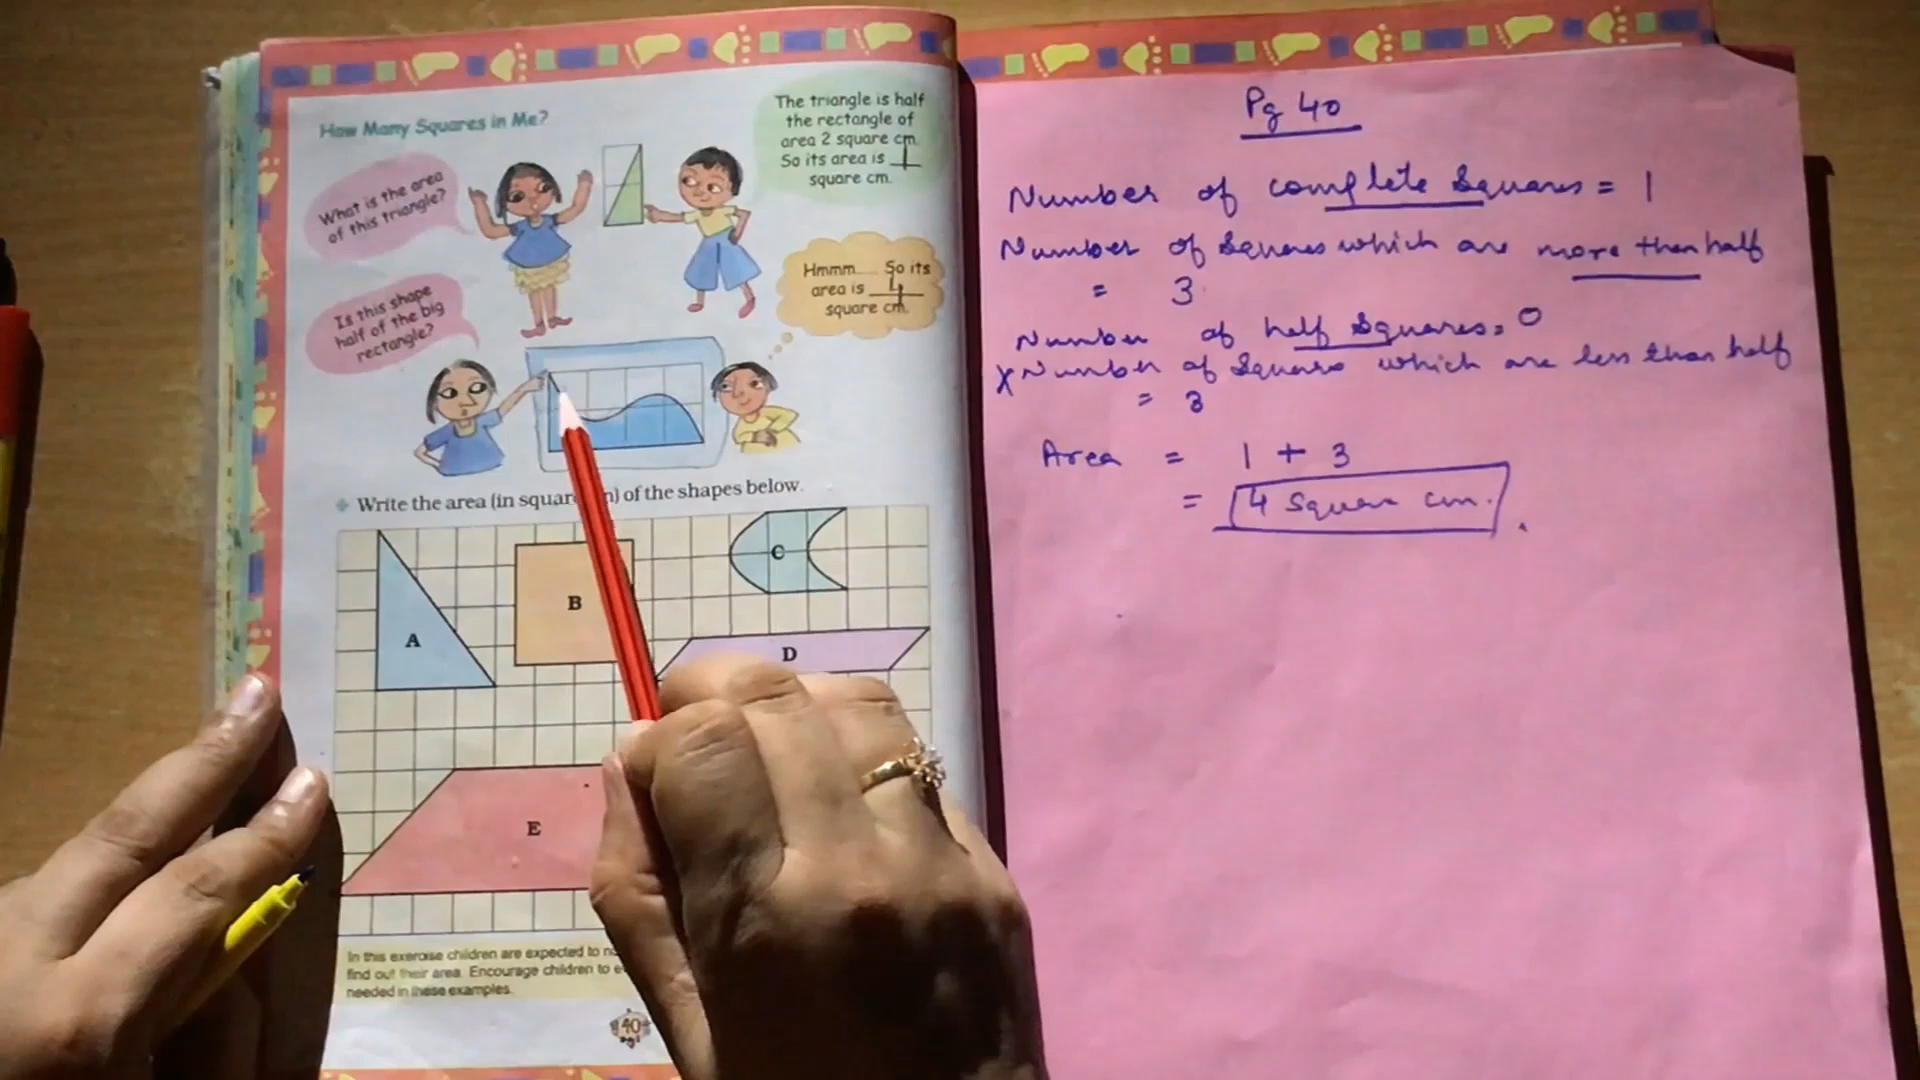 How Many Squares in Me?
What is the area
of this triangle?
The triangle is half
the rectangle of
area 2 square cm.
So its area is 1
square cm.
Is this shape
half of the big
rectangle?
Hmmm.... So its
area is 4
square cm.
Write the area (in square of the shapes below.
A
B
C
D
E
In this exercise children are expected to
find out their area. Encourage children to
needed in these examples.
40
Pg 40
Number of complete Squares = 1
Number of Squares which are more than half
= 3
Number of half Squares = 0
x Number of Squares which are less than half
= 3
Area = 1 + 3
= 4 Square cm.